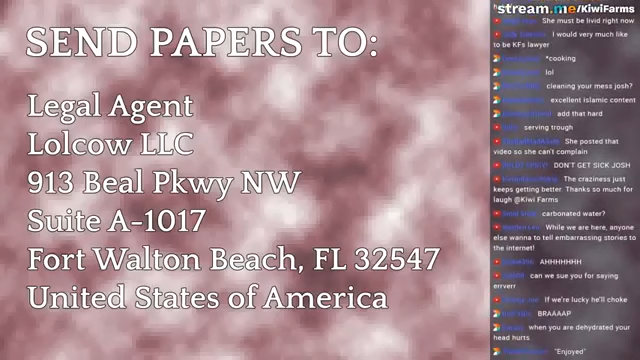 SEND PAPERS TO:
Legal Agent
Lolcow LLC
913 Beal Pkwy NW
Suite A-1017
Fort Walton Beach, FL 32547
United States of America
stream.me/KiwiFarms
She must be livid right now
I would very much like
to be KFs lawyer
*cooking
lol
cleaning your mess josh?
excellent islamic content
add that hard
serving trough
She posted that
video so she can't complain
DON'T GET SICK JOSH
The craziness just
keeps getting better. Thanks so much for
laugh @Kiwi Farms
carbonated water?
While we are here, anyone
else wanna to tell embarrassing stories to
the internet!
AHHHHHH
can we sue you for saying
errverr
If we're lucky he'll choke
BRAAAAP
when you are dehydrated your
head hurts
"Enjoyed"